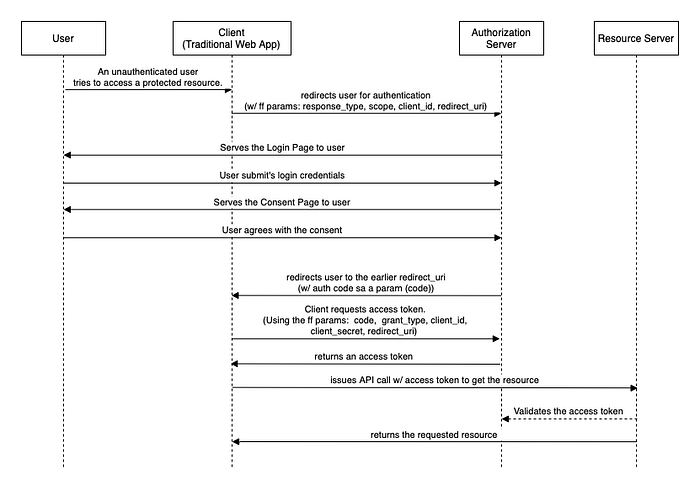 User
Client
(Traditional Web App)
Authorization
Server
Resource Server
An unauthenticated user
tries to access a protected resource.
redirects user for authentication
(w/ ff params: response_type, scope, client_id, redirect_uri)
Serves the Login Page to user
User submit's login credentials
Serves the Consent Page to user
User agrees with the consent
redirects user to the earlier redirect_uri
(w/ auth code sa a param (code))
Client requests access token.
(Using the ff params: code, grant_type, client_id,
client_secret, redirect_uri)
returns an access token
issues API call w/ access token to get the resource
Validates the access token
returns the requested resource